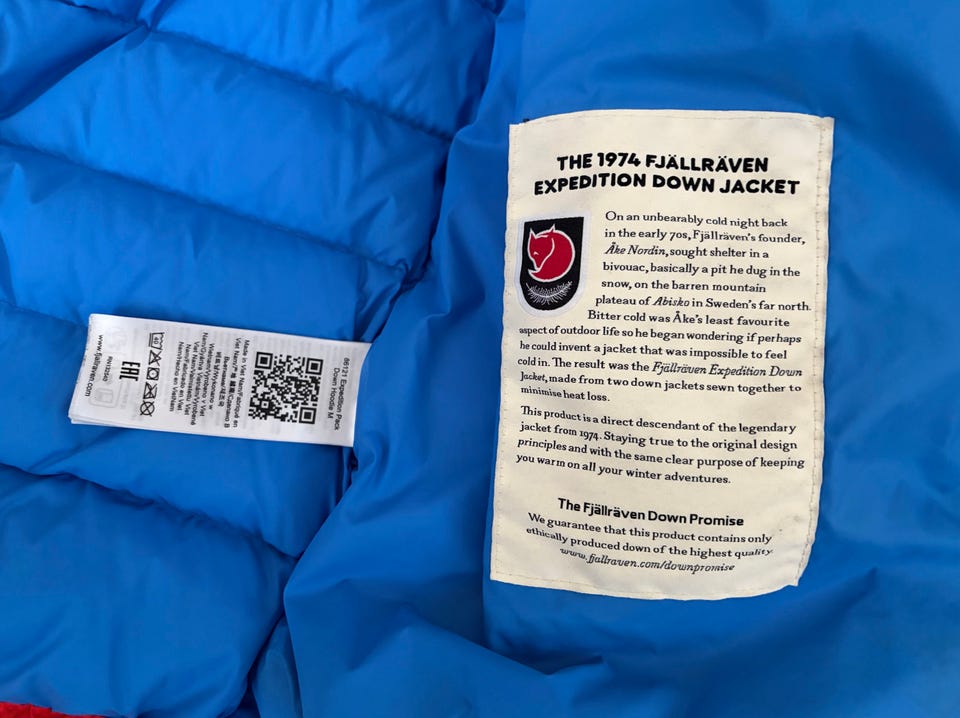 THE 1974 FJÄLLRÄVEN
EXPEDITION DOWN JACKET
On an unbearably cold night back
in the early 70s, Fjällräven's founder,
Åke Nordin, sought shelter in a
bivouac, basically a pit he dug in the
snow, on the barren mountain
plateau of Abisko in Sweden's far north.
Bitter cold was Åke's least favourite
aspect of outdoor life so he began wondering if perhaps
he could invent a jacket that was impossible to feel
cold in. The result was the Fjällräven Expedition Down
Jacket, made from two down jackets sewn together to
minimise heat loss.
This product is a direct descendant of the legendary
jacket from 1974. Staying true to the original design
principles and with the same clear purpose of keeping
you warm on all your winter adventures.
The Fjällräven Down Promise
We guarantee that this product contains only
ethically produced down of the highest quality.
www.fjallraven.com/downpromise
86121 Expedition Pack
Down Hoodie M
Made in Viet Nam/Fabriqué en
www.fjallraven.com